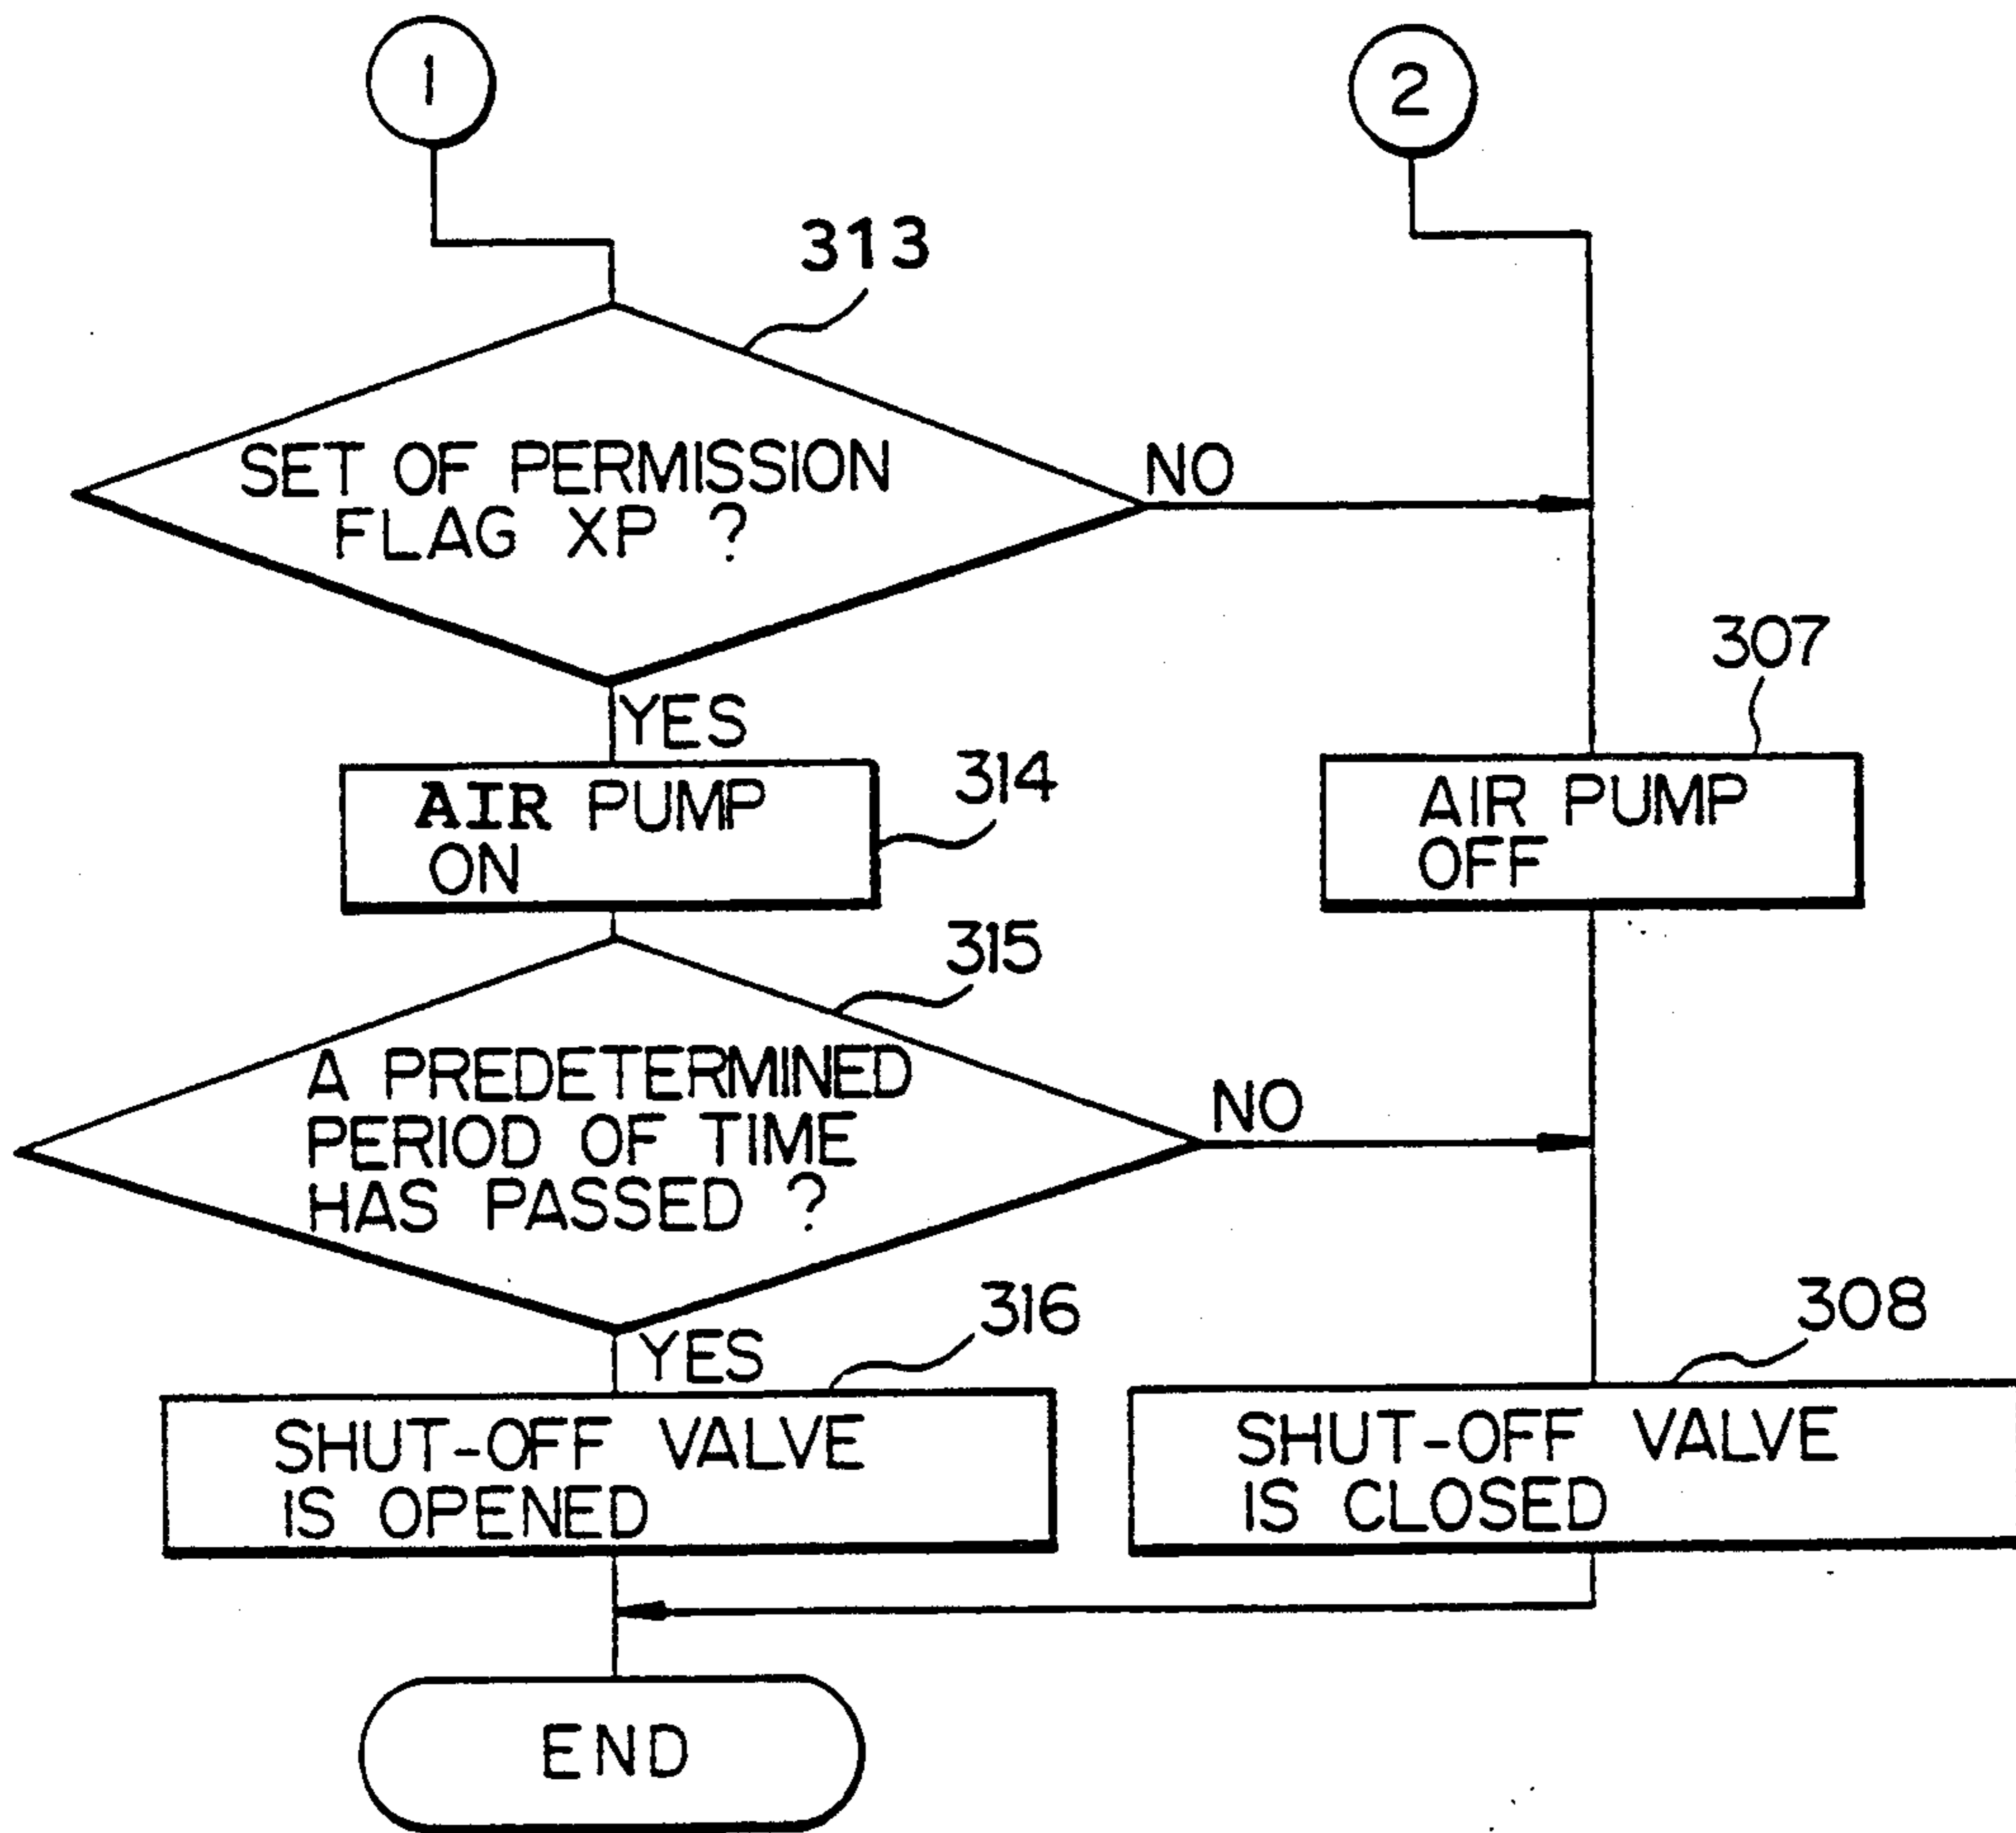 1
2
313
SET OF PERMISSION
FLAG XP ?
NO
YES
307
314
AIR PUMP
ON
AIR PUMP
OFF
315
A PREDETERMINED
PERIOD OF TIME
HAS PASSED ?
NO
YES
316
308
SHUT-OFF VALVE
IS OPENED
SHUT-OFF VALVE
IS CLOSED
END